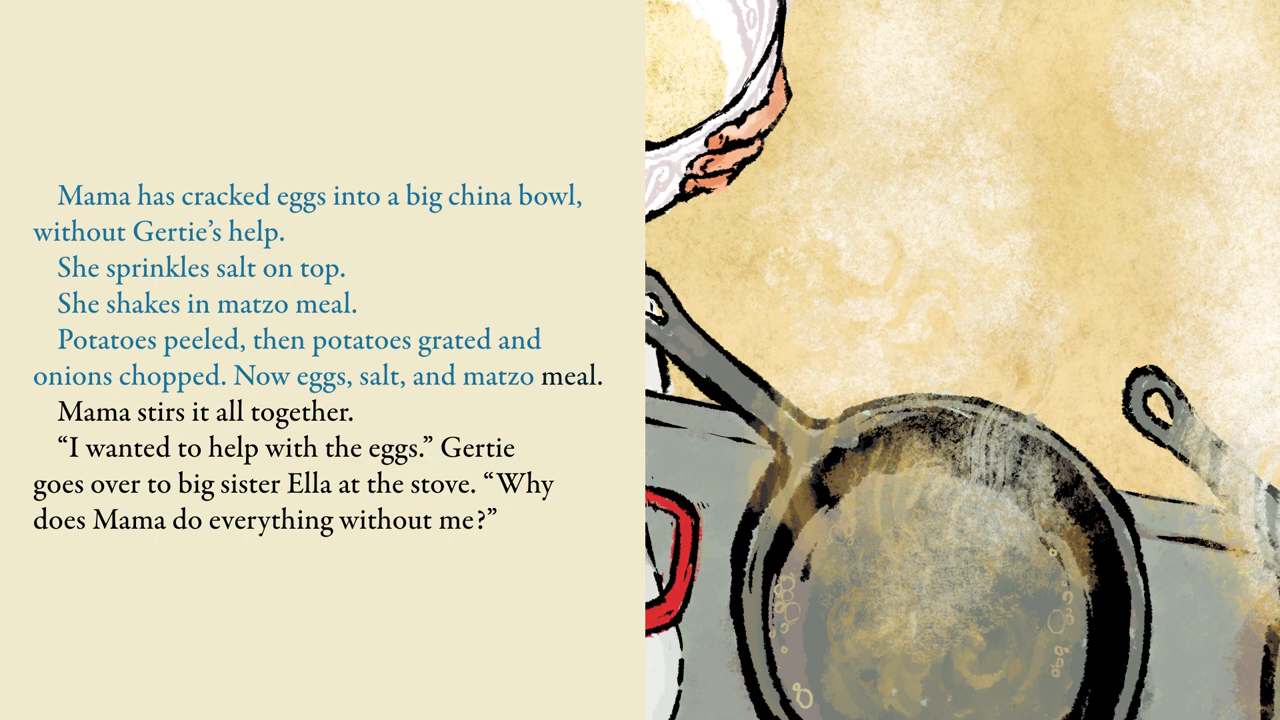 Mama has cracked eggs into a big china bowl,
without Gertie’s help.
She sprinkles salt on top.
She shakes in matzo meal.
Potatoes peeled, then potatoes grated and
onions chopped. Now eggs, salt, and matzo meal.
Mama stirs it all together.
“I wanted to help with the eggs.” Gertie
goes over to big sister Ella at the stove. “Why
does Mama do everything without me?”